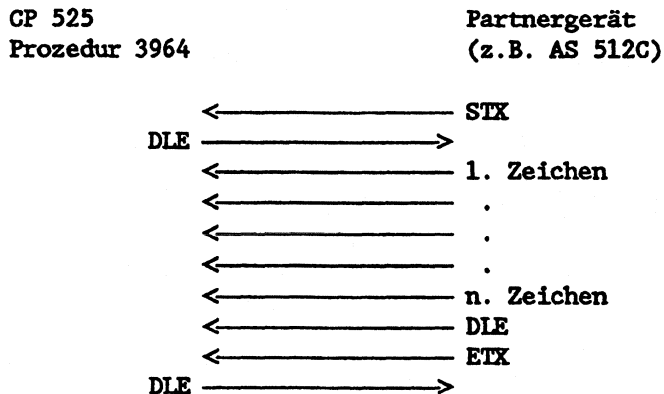 CP 525 Partnergerät
Prozedur 3964 (z.B. AS 512C)
STX
DLE
1. Zeichen
.
.
.
n. Zeichen
DLE
ETX
DLE